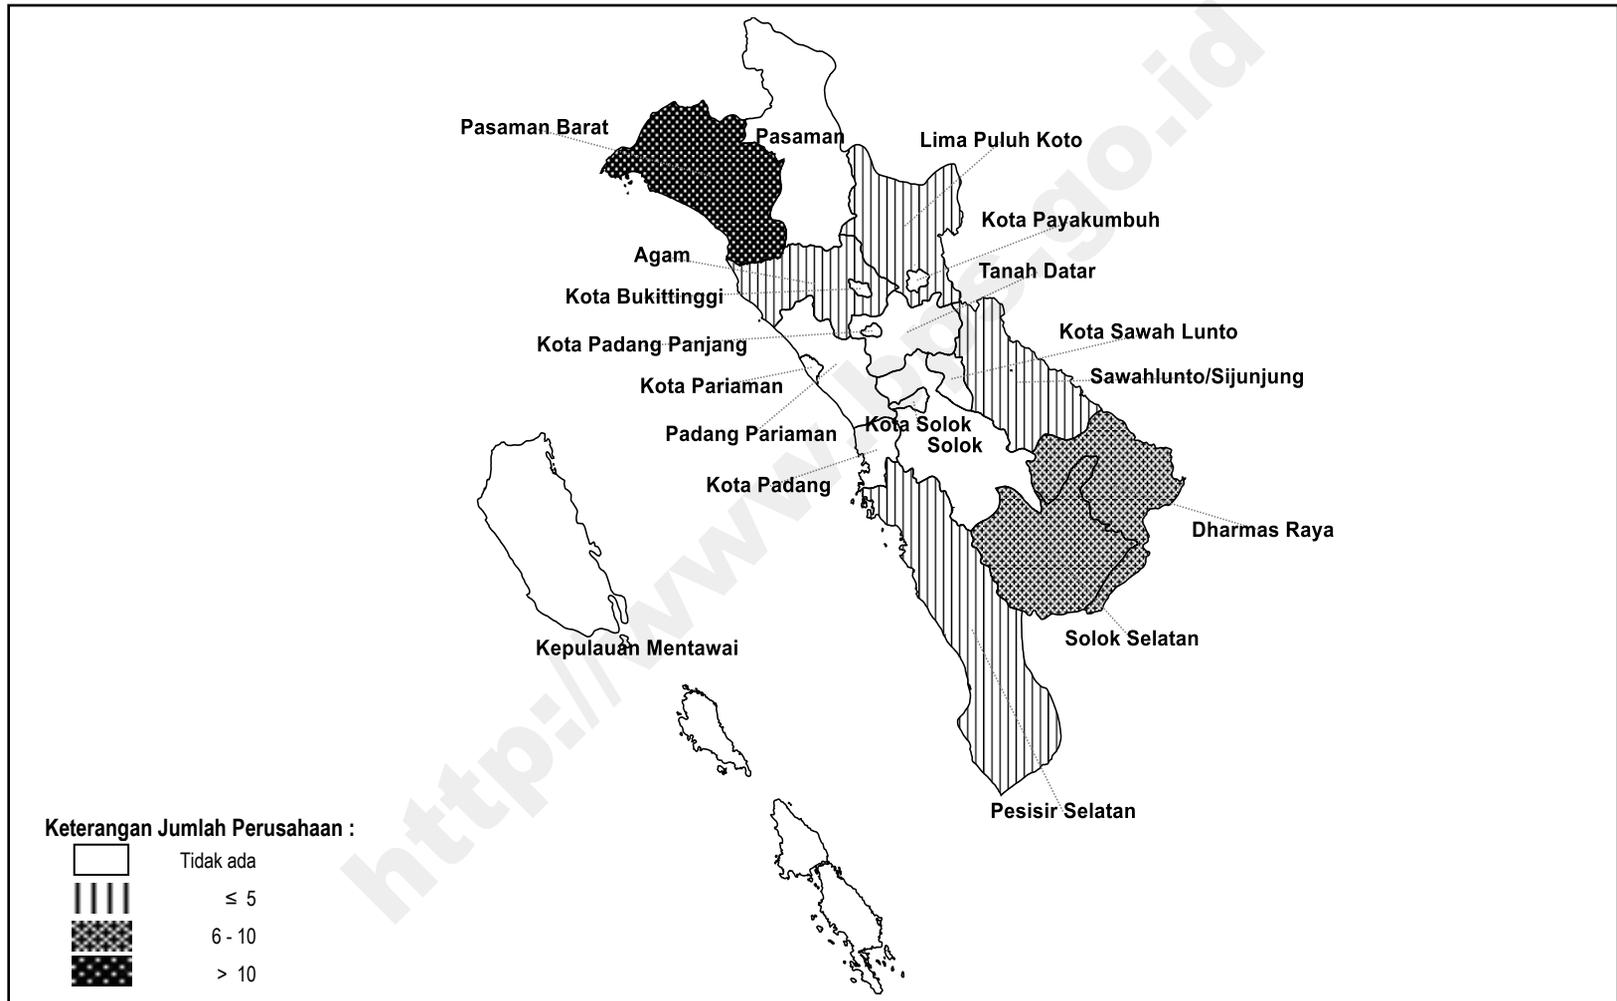 Pasaman Barat
Pasaman
Lima Puluh Koto
Kota Payakumbuh
Agam
Tanah Datar
Kota Bukittinggi
Kota Sawah Lunto
Kota Padang Panjang
Sawahlunto/Sijunjung
Kota Pariaman
Kota Solok
Padang Pariaman
Solok
Kota Padang
Dharmas Raya
Solok Selatan
Kepulauan Mentawai
Pesisir Selatan
Keterangan Jumlah Perusahaan :
Tidak ada
≤ 5
6 - 10
> 10
http://www.bps.go.id